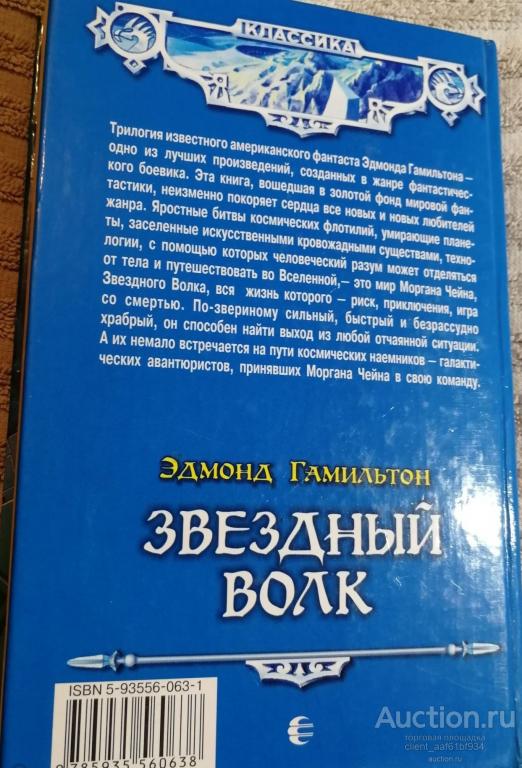 КЛАССИКА
Трилогия известного американского фантаста Эдмонда Гамильтона –
одно из лучших произведений, созданных в жанре фантастичес-
кого боевика. Эта книга, вошедшая в золотой фонд мировой фан-
тастики, неизменно покоряет сердца все новых и новых любителей
жанра. Яростные битвы космических флотилий, умирающие плане-
ты, заселенные искусственными кровожадными существами, техно-
логии, с помощью которых человеческий разум может отделяться
от тела и путешествовать во Вселенной,– это мир Моргана Чейна,
Звездного Волка, вся жизнь которого – риск, приключения, игра
со смертью. По-звериному сильный, быстрый и безрассудно
храбрый, он способен найти выход из любой отчаянной ситуации.
А их немало встречается на пути космических наемников – галакти-
ческих авантюристов, принявших Моргана Чейна в свою команду.
Эдмонд Гамильтон
ЗВЕЗДНЫЙ
ВОЛК
ISBN 5-93556-063-1
9785935560638
Auction.ru
торговая площадка
client_aaf61bf934
auction.ru